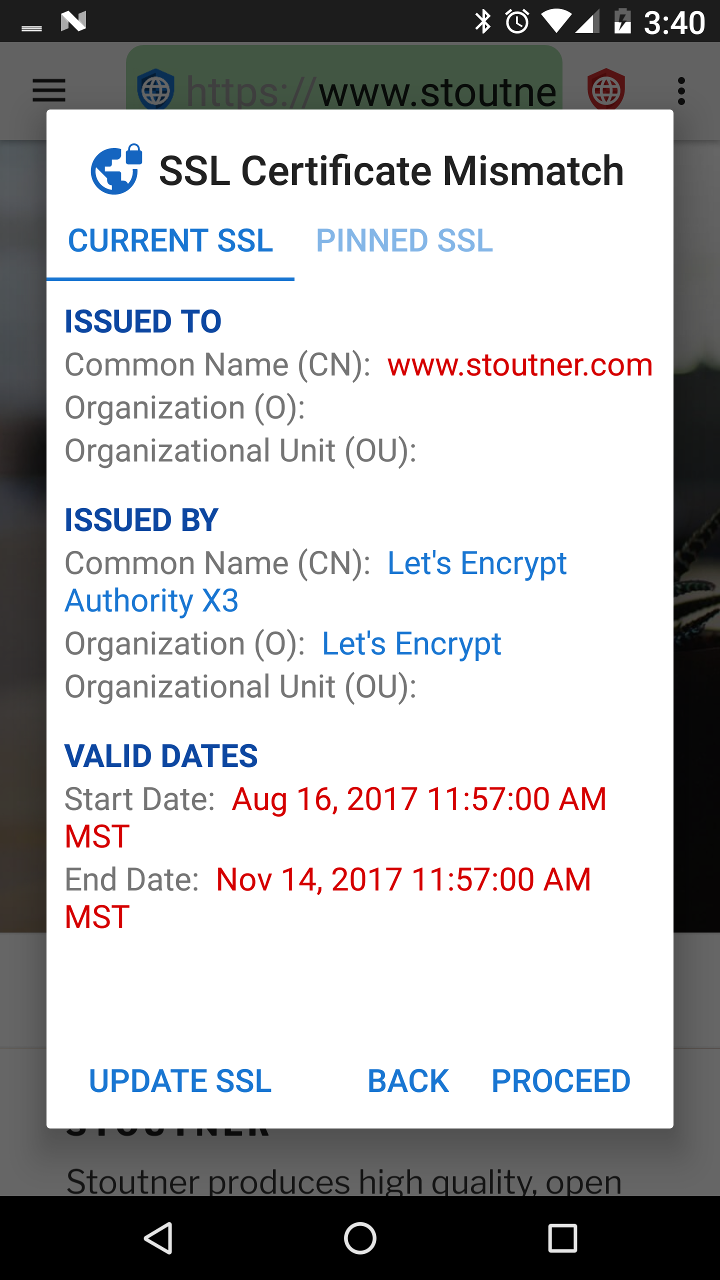 3:40
https://www.stoutne
SSL Certificate Mismatch
CURRENT SSL PINNED SSL
ISSUED TO
Common Name (CN): www.stoutner.com
Organization (O):
Organizational Unit (OU):
ISSUED BY
Common Name (CN): Let's Encrypt
Authority X3
Organization (O): Let's Encrypt
Organizational Unit (OU):
VALID DATES
Start Date: Aug 16, 2017 11:57:00 AM
MST
End Date: Nov 14, 2017 11:57:00 AM
MST
UPDATE SSL BACK PROCEED
STOUTNER
Stoutner produces high quality, open